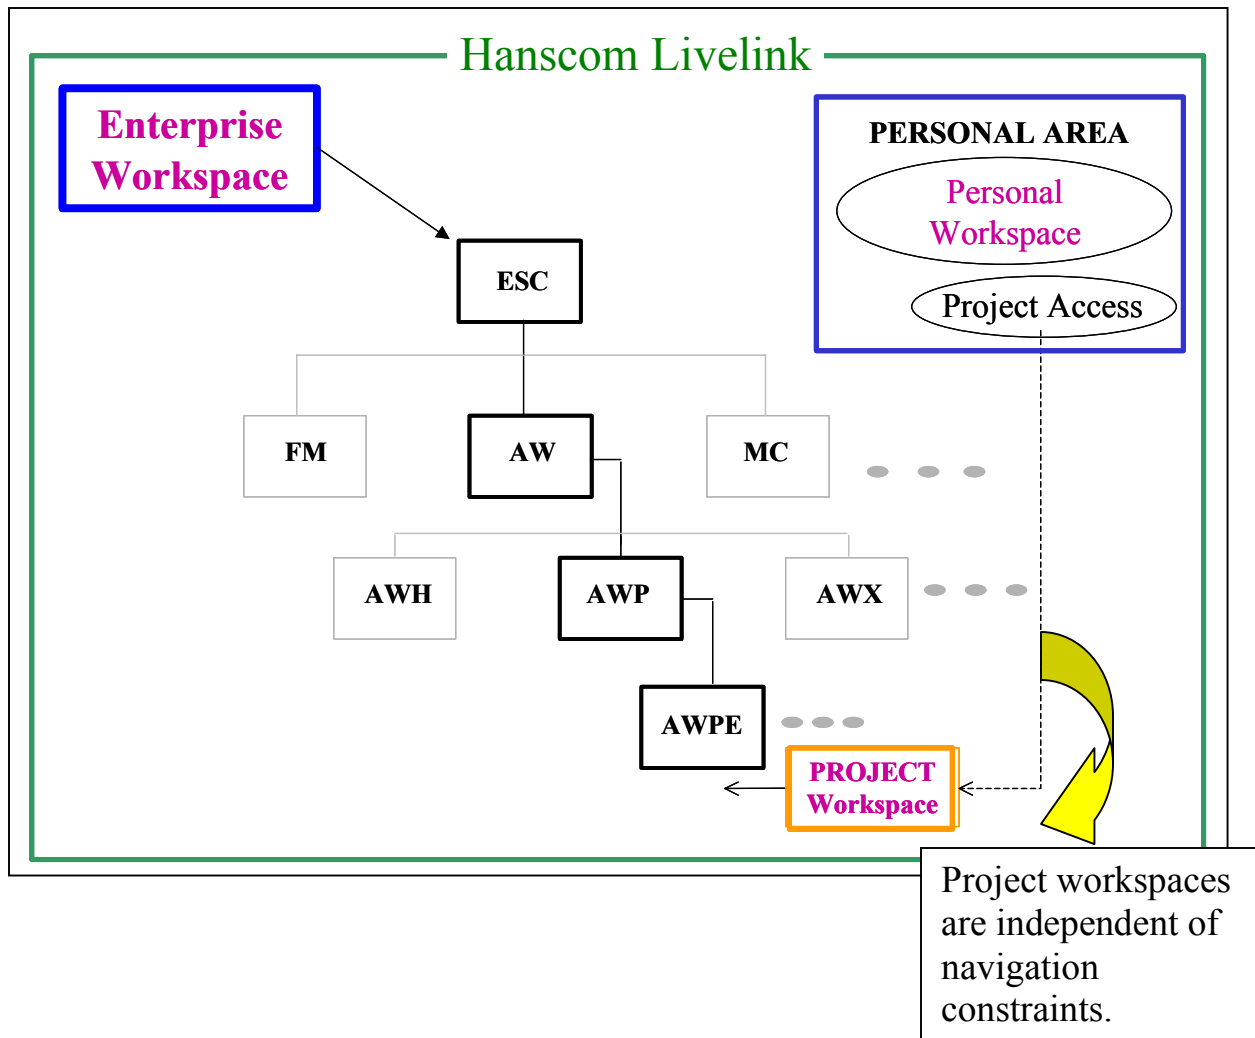 Hanscom Livelink
Enterprise
Workspace
PERSONAL AREA
Personal
Workspace
Project Access
ESC
FM
AW
MC
AWH
AWP
AWX
AWPE
PROJECT
Workspace
Project workspaces
are independent of
navigation
constraints.